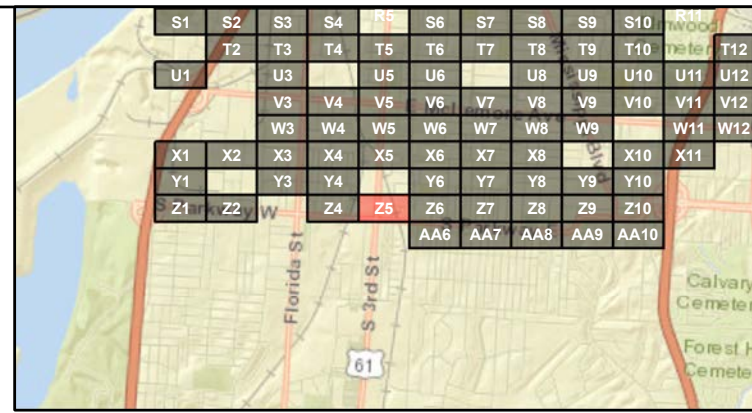 R5 R11
S1 S2 S3 S4 S6 S7 S8 S9 S10
T2 T3 T4 T5 T6 T7 T8 T9 T10 T12
U1 U3 U5 U6 U8 U9 U10 U11 U12
V3 V4 V5 V6 V7 V8 V9 V10 V11 V12
W3 W4 W5 W6 W7 W8 W9 W11 W12
X1 X2 X3 X4 X5 X6 X7 X8 X10 X11
Y1 Y3 Y4 Y6 Y7 Y8 Y9 Y10
Z1 Z2 Z4 Z5 Z6 Z7 Z8 Z9 Z10
AA6 AA7 AA8 AA9 AA10
S Parkway W
Florida St
S 3rd St
61
Calvary
Cemeter
Forest H
Cemete